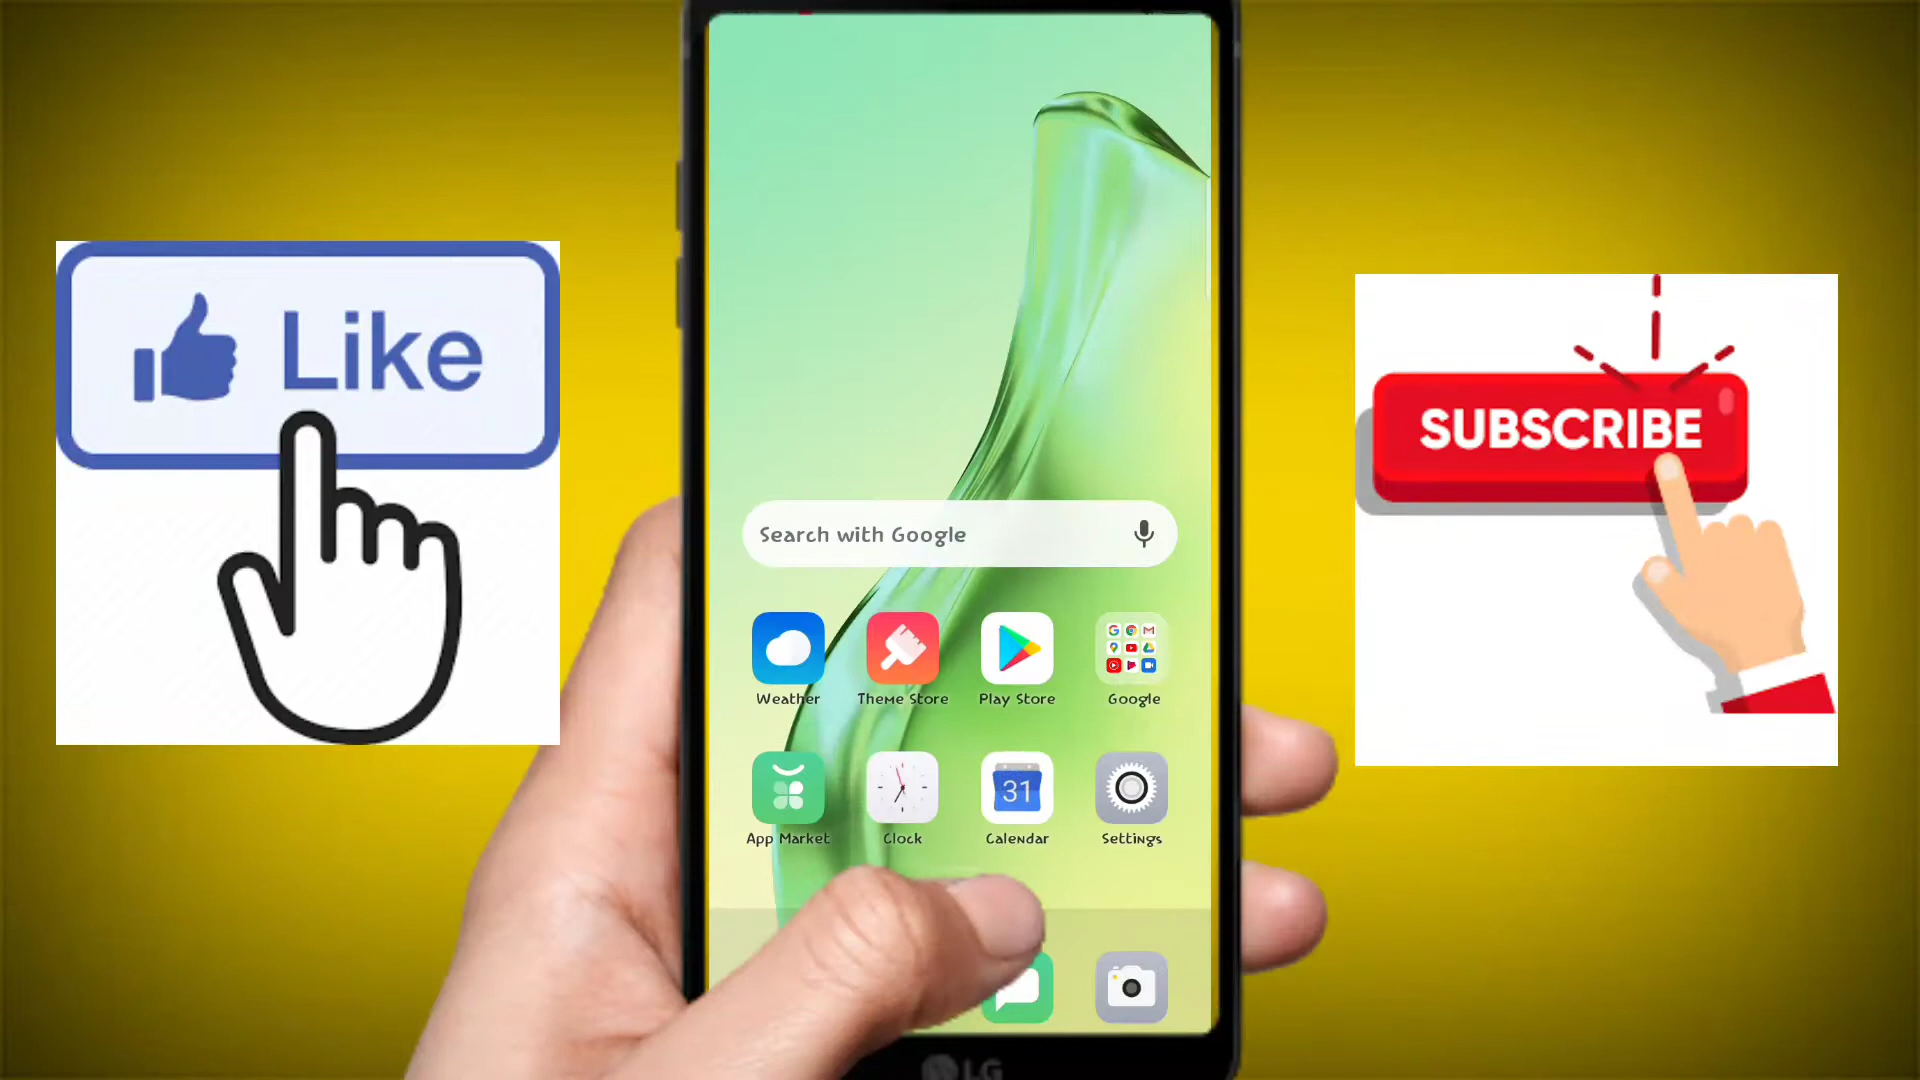 Like
SUBSCRIBE
Search with Google
Weather
Theme Store
Play Store
Google
App Market
Clock
31
Calendar
Settings
LG